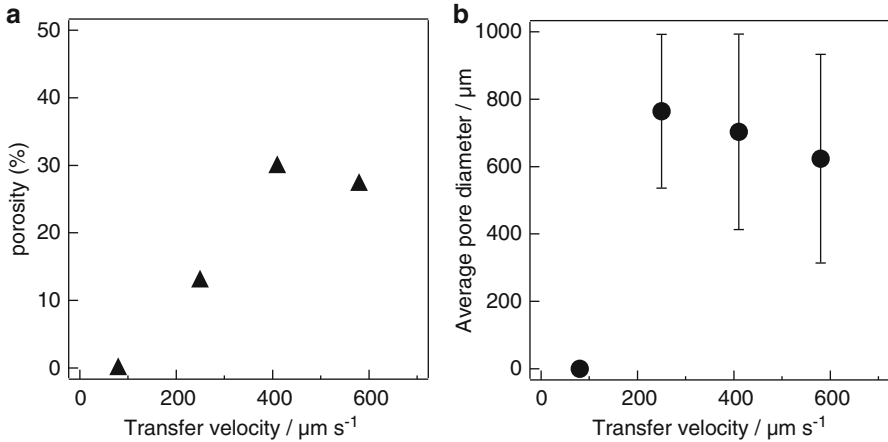 a
50
40
30
20
10
0
porosity (%)
0 200 400 600
Transfer velocity / µm s⁻¹
b
1000
800
600
400
200
0
Average pore diameter / µm
0 200 400 600
Transfer velocity / µm s⁻¹